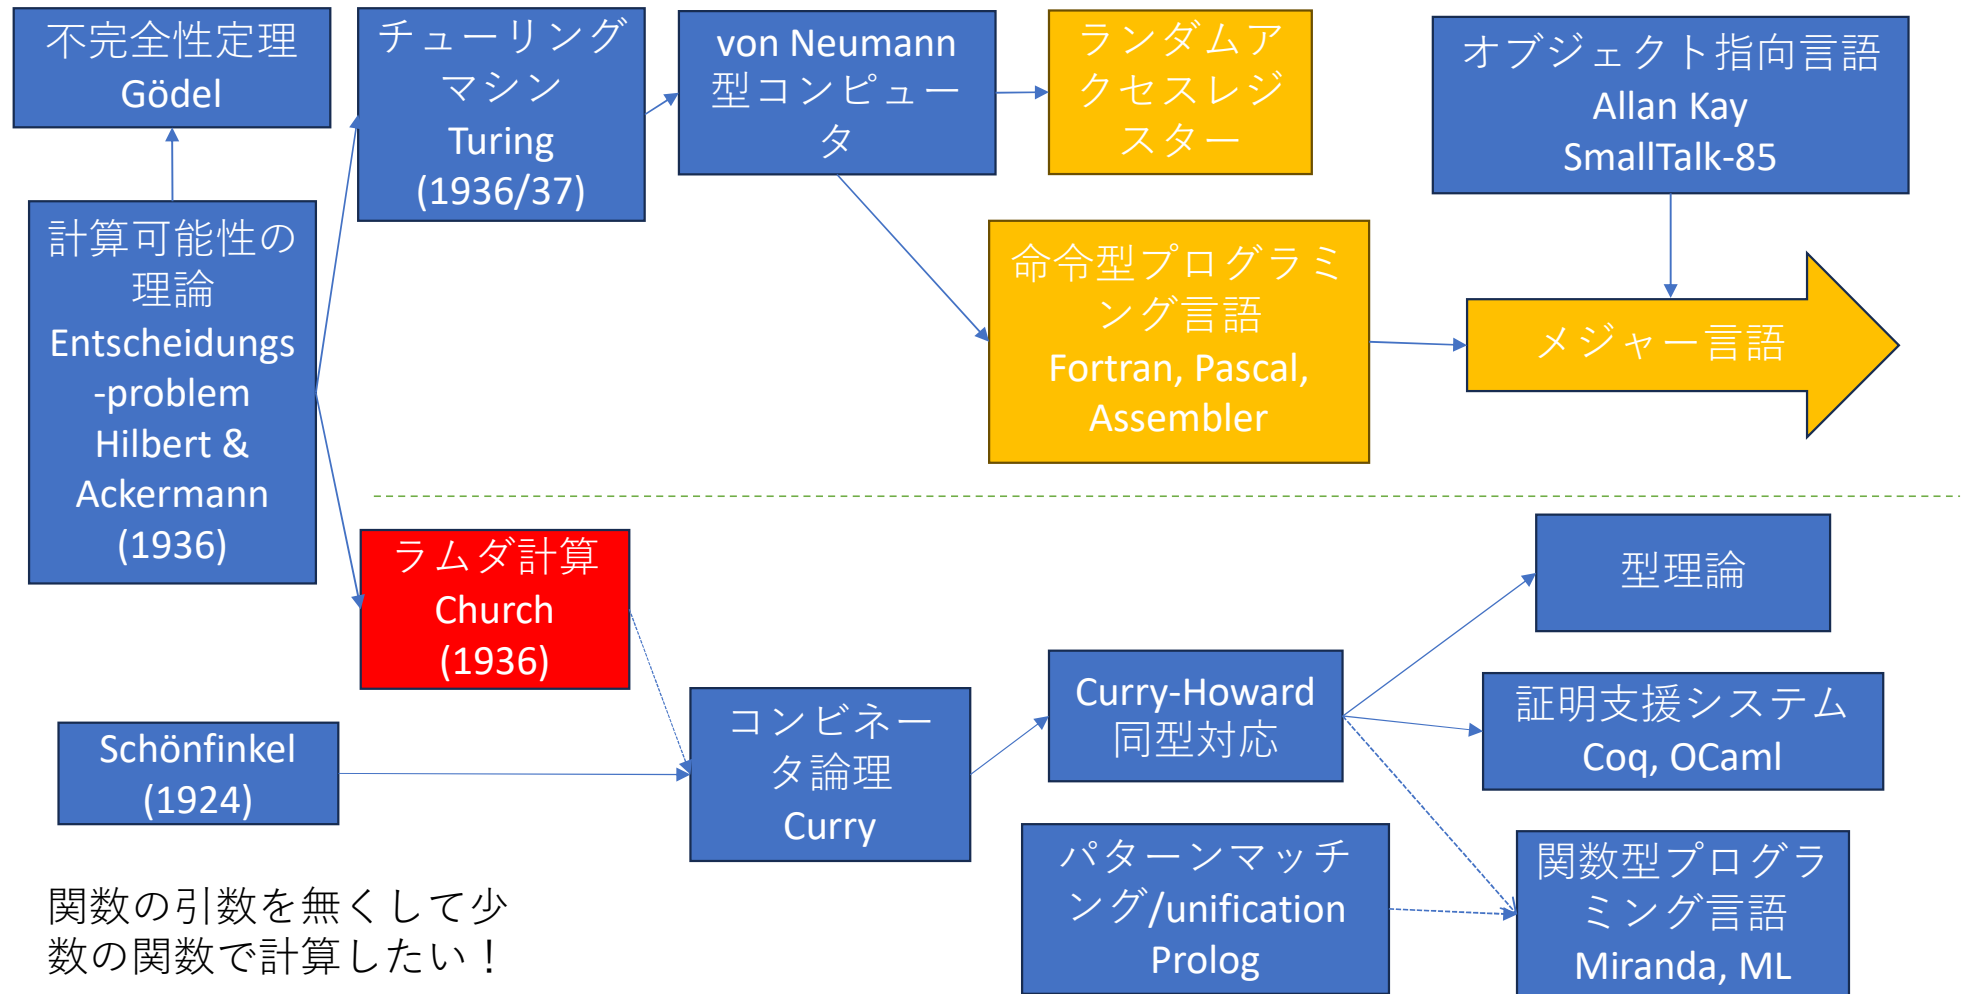 不完全性定理
Gödel
チューリング
マシン
Turing
(1936/37)
von Neumann
型コンピュー
タ
ランダムア
クセスレジ
スター
オブジェクト指向言語
Allan Kay
SmallTalk-85
計算可能性の
理論
Entscheidungs
-problem
Hilbert &
Ackermann
(1936)
命令型プログラミ
ング言語
Fortran, Pascal,
Assembler
メジャー言語
ラムダ計算
Church
(1936)
型理論
Schönfinkel
(1924)
コンビネー
タ論理
Curry
Curry-Howard
同型対応
証明支援システム
Coq, OCaml
パターンマッチ
ング/unification
Prolog
関数型プログラ
ミング言語
Miranda, ML
関数の引数を無くして少
数の関数で計算したい！